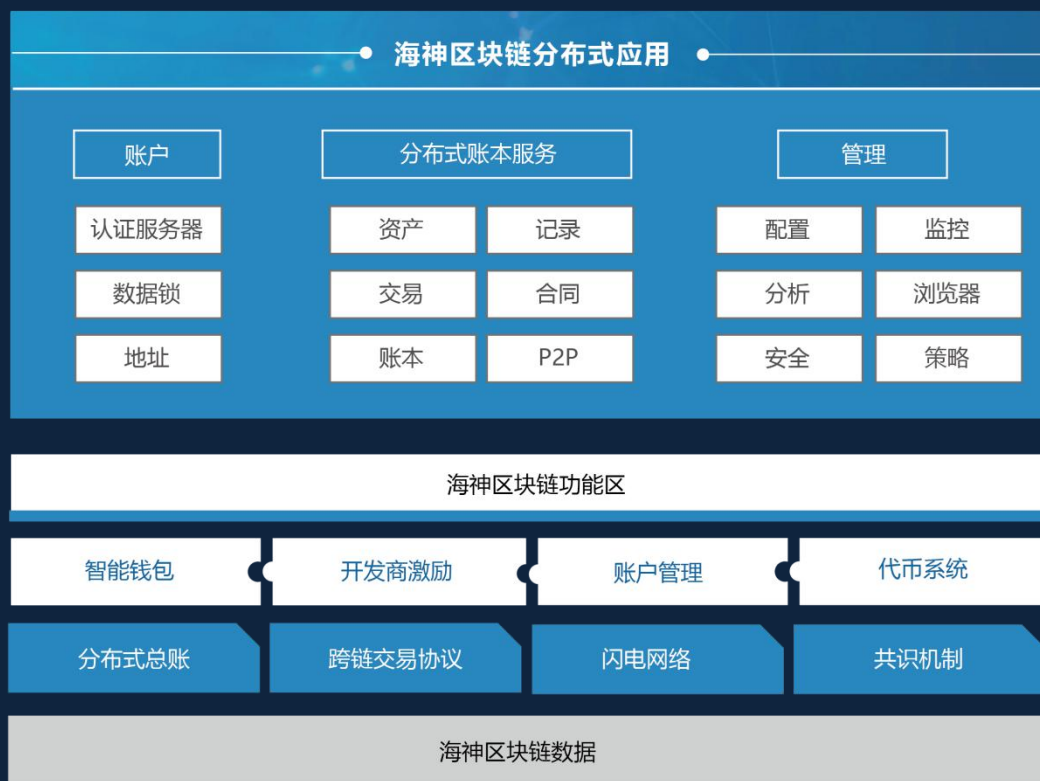 海神区块链分布式应用
账户 分布式账本服务 管理
认证服务器 资产 记录 配置 监控
数据锁 交易 合同 分析 浏览器
地址 账本 P2P 安全 策略
海神区块链功能区
智能钱包 开发商激励 账户管理 代币系统
分布式总账 跨链交易协议 闪电网络 共识机制
海神区块链数据